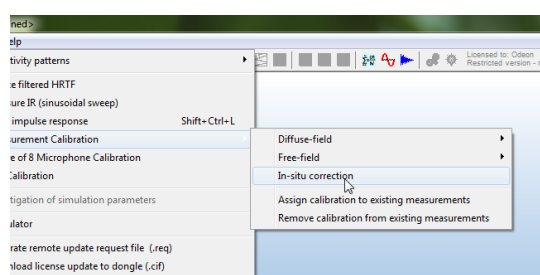 ned>
elp
tivity patterns
Licensed to: Odeon
Restricted version - r
e filtered HRTF
ure IR (sinusoidal sweep)
impulse response Shift+Ctrl+L
urement Calibration
Diffuse-field
e of 8 Microphone Calibration
Free-field
Calibration
In-situ correction
tigation of simulation parameters
Assign calibration to existing measurements
ulator
Remove calibration from existing measurements
rate remote update request file (.req)
nload license update to dongle (.cif)